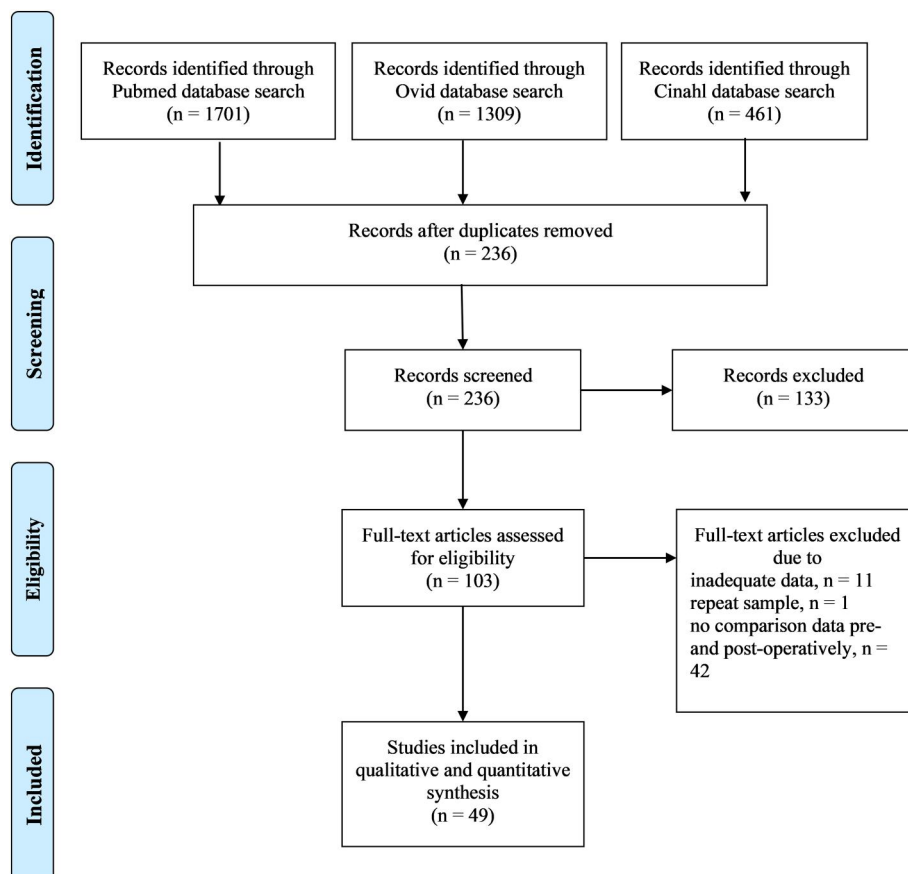 Identification
Records identified through
Pubmed database search
(n = 1701)
Records identified through
Ovid database search
(n = 1309)
Records identified through
Cinahl database search
(n = 461)
Records after duplicates removed
(n = 236)
Screening
Records screened
(n = 236)
Records excluded
(n = 133)
Eligibility
Full-text articles assessed
for eligibility
(n = 103)
Full-text articles excluded
due to
inadequate data, n = 11
repeat sample, n = 1
no comparison data pre-
and post-operatively, n =
42
Included
Studies included in
qualitative and quantitative
synthesis
(n = 49)